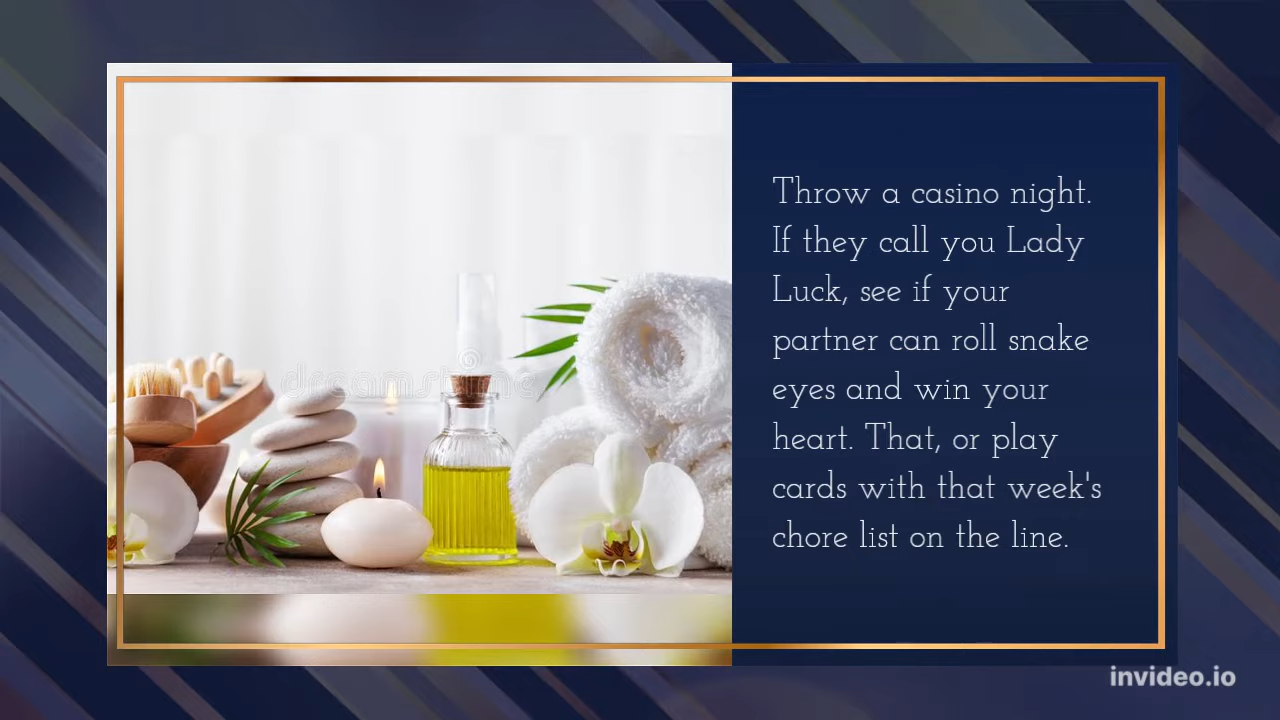 Throw a casino night.
If they call you Lady
Luck, see if your
partner can roll snake
eyes and win your
heart. That, or play
cards with that week's
chore list on the line.
dreamstime
invideo.io